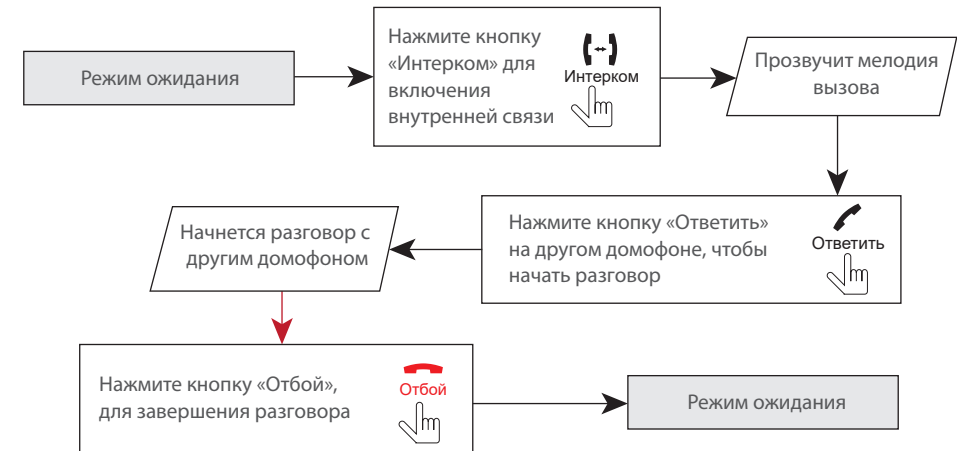 Режим ожидания
Нажмите кнопку
«Интерком» для
включения
внутренней связи
Интерком
Прозвучит мелодия
вызова
Нажмите кнопку «Ответить»
на другом домофоне, чтобы
начать разговор
Ответить
Начнется разговор с
другим домофоном
Нажмите кнопку «Отбой»,
для завершения разговора
Отбой
Режим ожидания